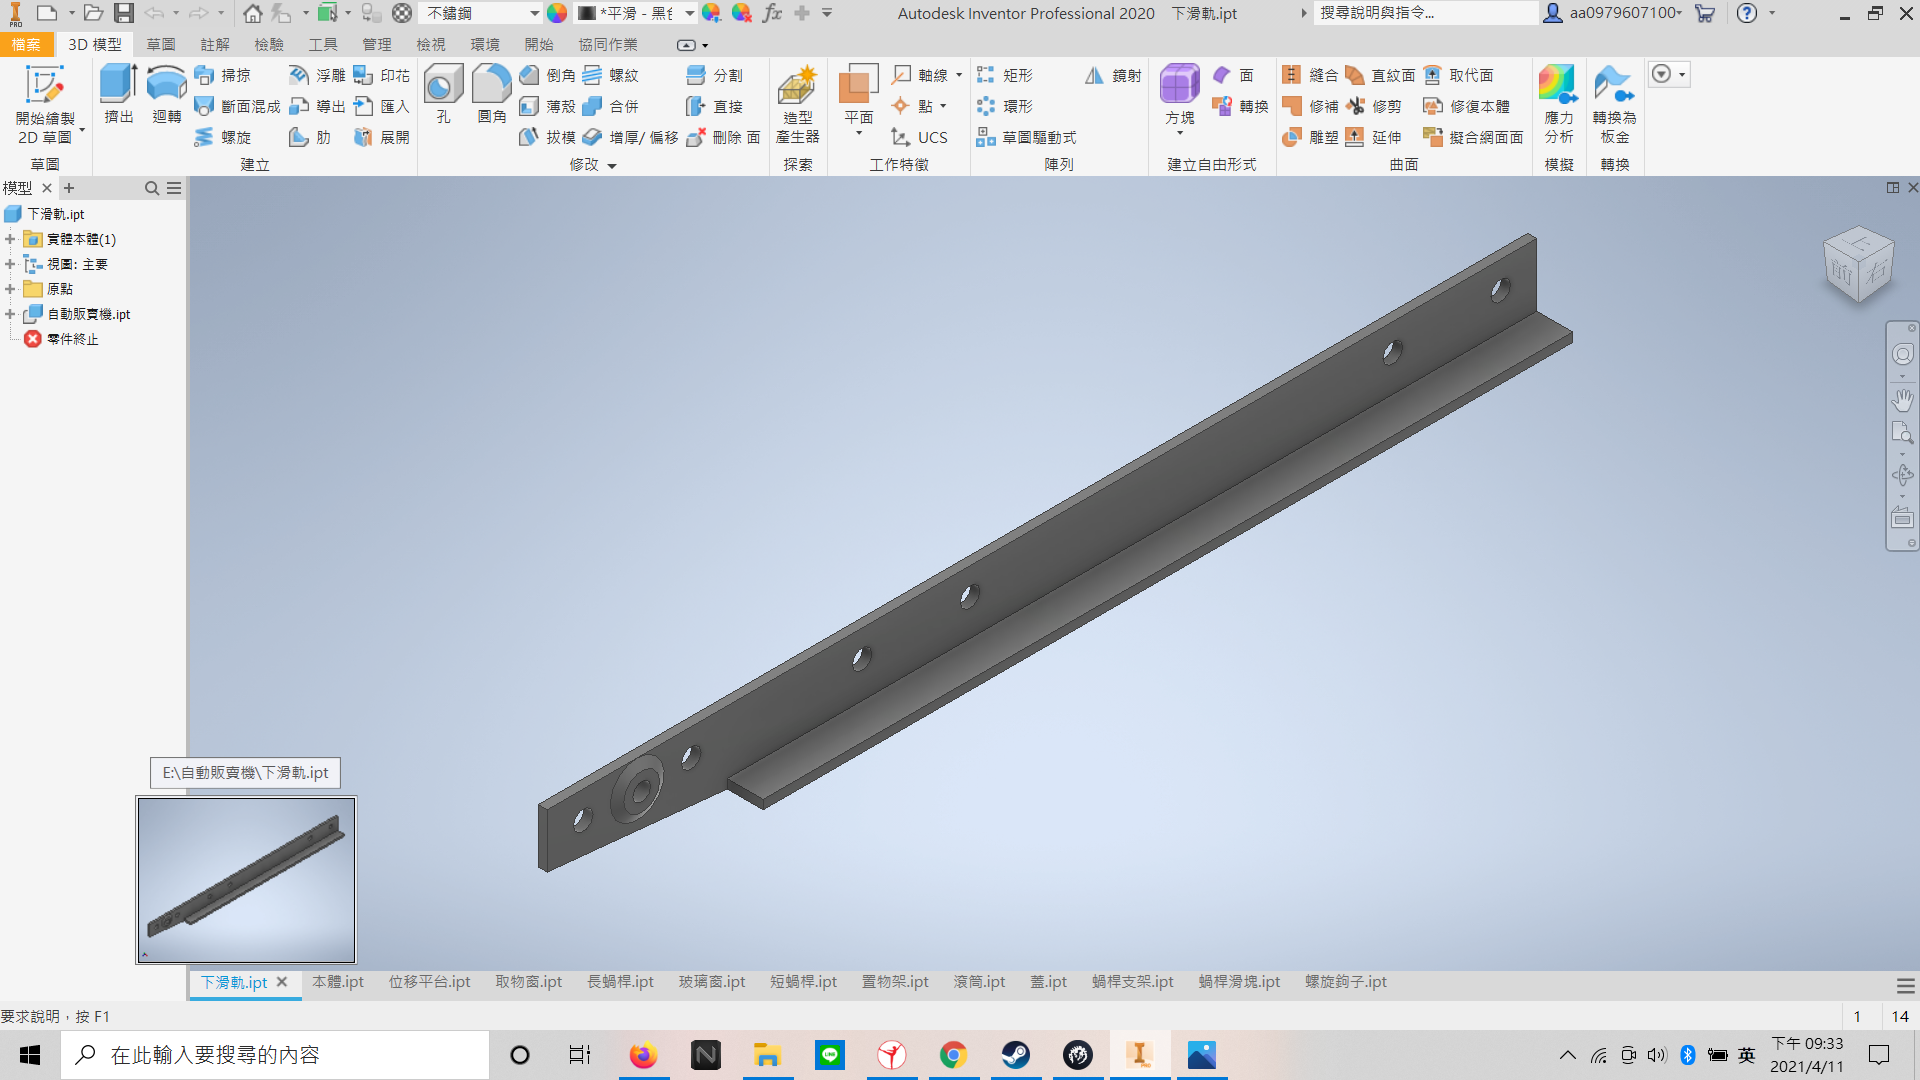 PRO
不鏽鋼
*平滑 - 黑色
Autodesk Inventor Professional 2020 下滑軌.ipt
搜尋說明與指令...
aa0979607100
檔案 3D 模型 草圖 註解 檢驗 工具 管理 檢視 環境 開始 協同作業
開始繪製
2D 草圖
草圖
擠出
迴轉
掃掠
斷面混成
螺旋
浮雕
導出
肋
印花
匯入
展開
建立
孔
圓角
倒角
薄殼
拔模
螺紋
合併
增厚/ 偏移
分割
直接
刪除 面
修改
造型
產生器
探索
平面
軸線
點
UCS
工作特徵
矩形
環形
草圖驅動式
鏡射
陣列
方塊
面
轉換
建立自由形式
縫合
修補
雕塑
直紋面
修剪
延伸
取代面
修復本體
擬合網面面
曲面
應力
分析
模擬
轉換為
板金
轉換
模型
下滑軌.ipt
實體本體(1)
視圖: 主要
原點
自動販賣機.ipt
零件終止
上
前
右
E:\自動販賣機\下滑軌.ipt
下滑軌.ipt 本體.ipt 位移平台.ipt 取物窗.ipt 長蝸桿.ipt 玻璃窗.ipt 短蝸桿.ipt 置物架.ipt 滾筒.ipt 蓋.ipt 蝸桿支架.ipt 蝸桿滑塊.ipt 螺旋鉤子.ipt
要求說明，按 F1
1 14
在此輸入要搜尋的內容
LINE
英
下午 09:33
2021/4/11